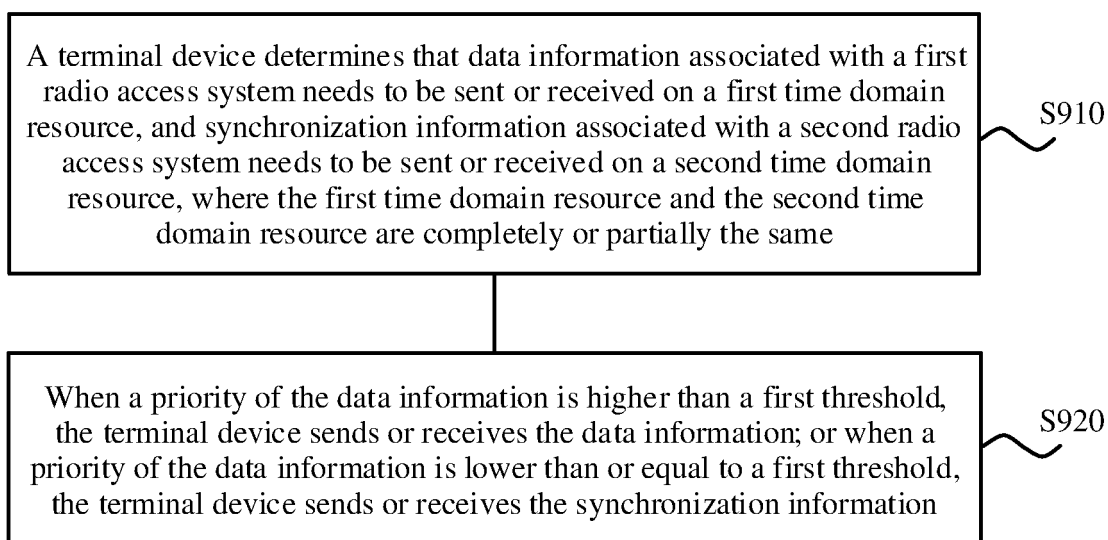 A terminal device determines that data information associated with a first
radio access system needs to be sent or received on a first time domain
resource, and synchronization information associated with a second radio
access system needs to be sent or received on a second time domain
resource, where the first time domain resource and the second time
domain resource are completely or partially the same
S910
When a priority of the data information is higher than a first threshold,
the terminal device sends or receives the data information; or when a
priority of the data information is lower than or equal to a first threshold,
the terminal device sends or receives the synchronization information
S920